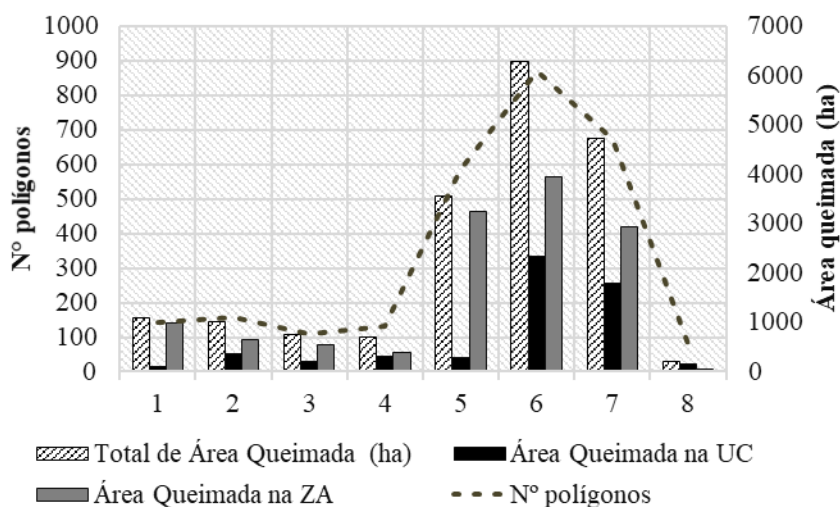 1000
900
800
700
600
500
400
300
200
100
0
Nº polígonos
7000
6000
5000
4000
3000
2000
1000
0
Área queimada (ha)
1 2 3 4 5 6 7 8
Total de Área Queimada (ha)
Área Queimada na UC
Área Queimada na ZA
Nº polígonos